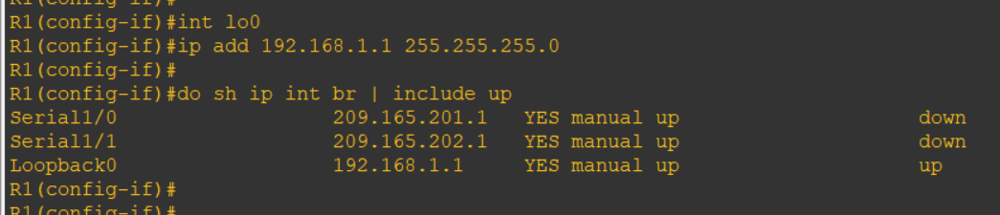 R1(config-if)#
R1(config-if)#int lo0
R1(config-if)#ip add 192.168.1.1 255.255.255.0
R1(config-if)#
R1(config-if)#do sh ip int br | include up
Serial1/0 209.165.201.1 YES manual up down
Serial1/1 209.165.202.1 YES manual up down
Loopback0 192.168.1.1 YES manual up up
R1(config-if)#
R1(config-if)#